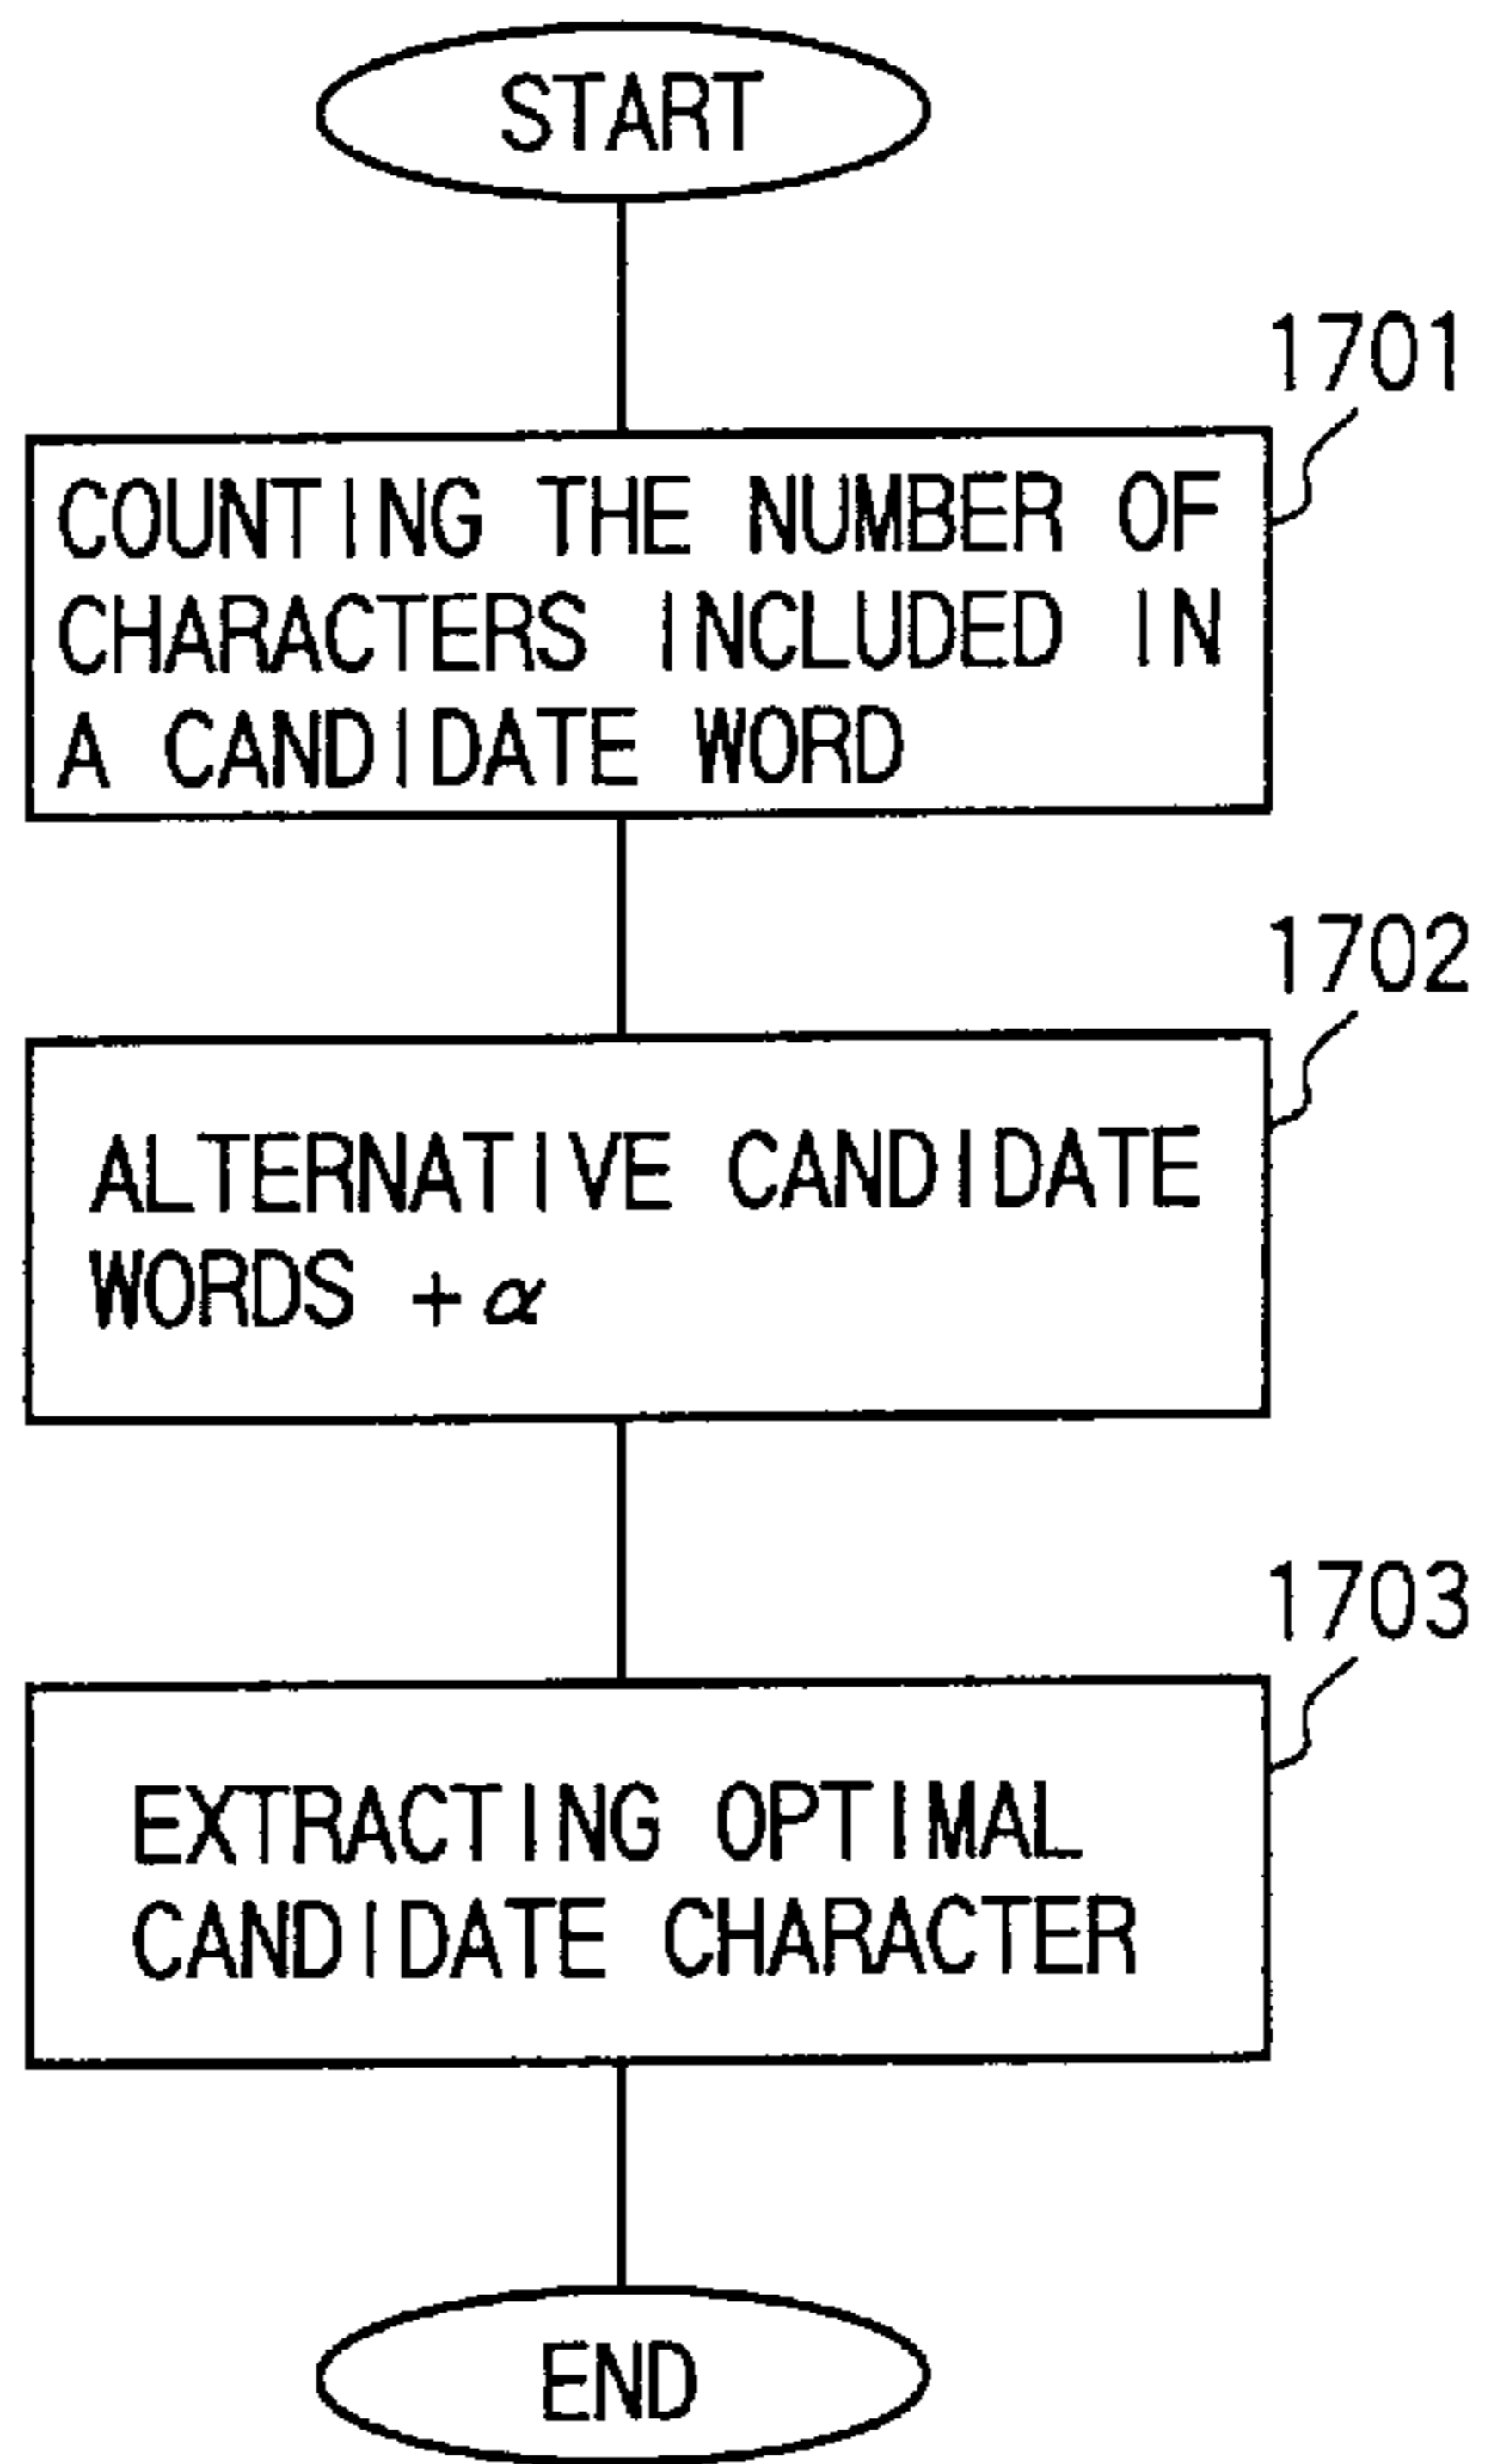 START
1701
COUNTING THE NUMBER OF
CHARACTERS INCLUDED IN
A CANDIDATE WORD
1702
ALTERNATIVE CANDIDATE
WORDS +α
1703
EXTRACTING OPTIMAL
CANDIDATE CHARACTER
END